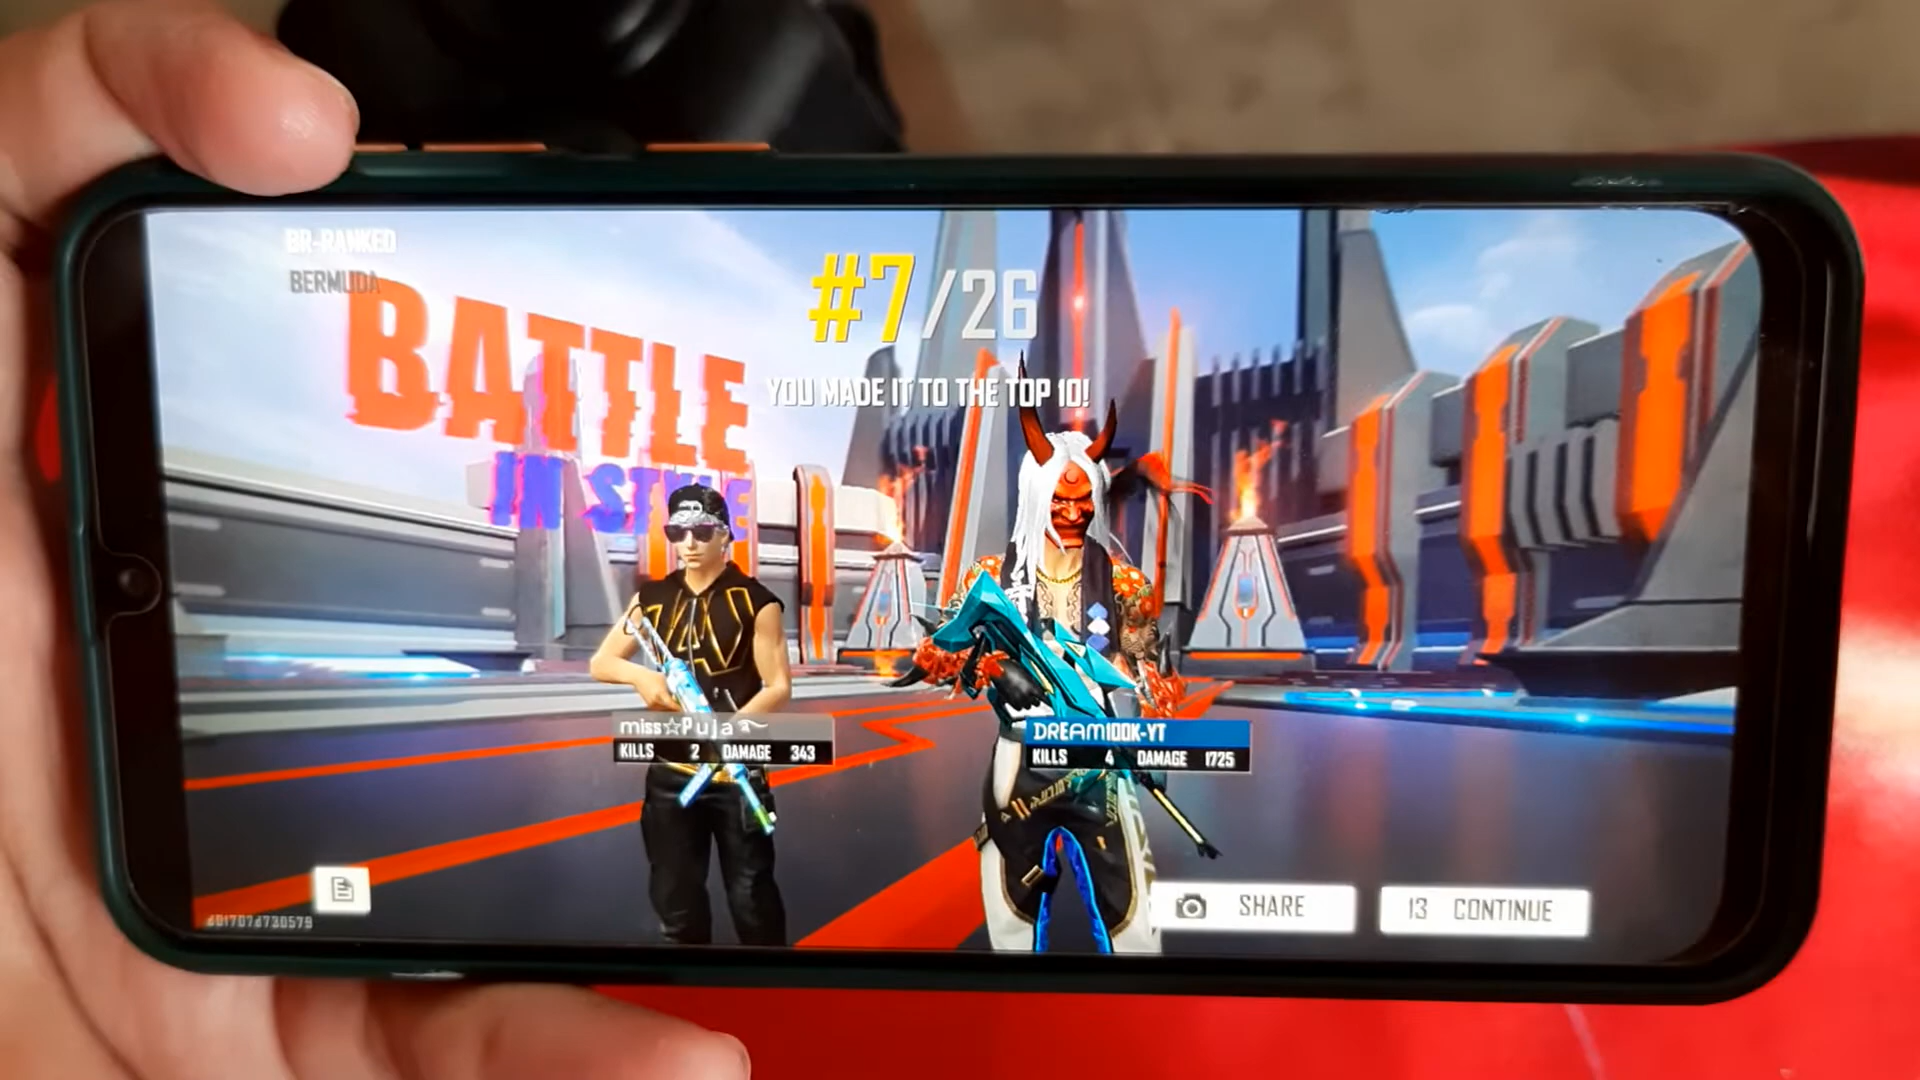 BR-RANKED
BERMUDA
#7/26
YOU MADE IT TO THE TOP 10!
BATTLE
IN STYLE
miss☆Puja
KILLS 2 DAMAGE 343
DREAM100K-YT
KILLS 4 DAMAGE 1725
SHARE
13 CONTINUE